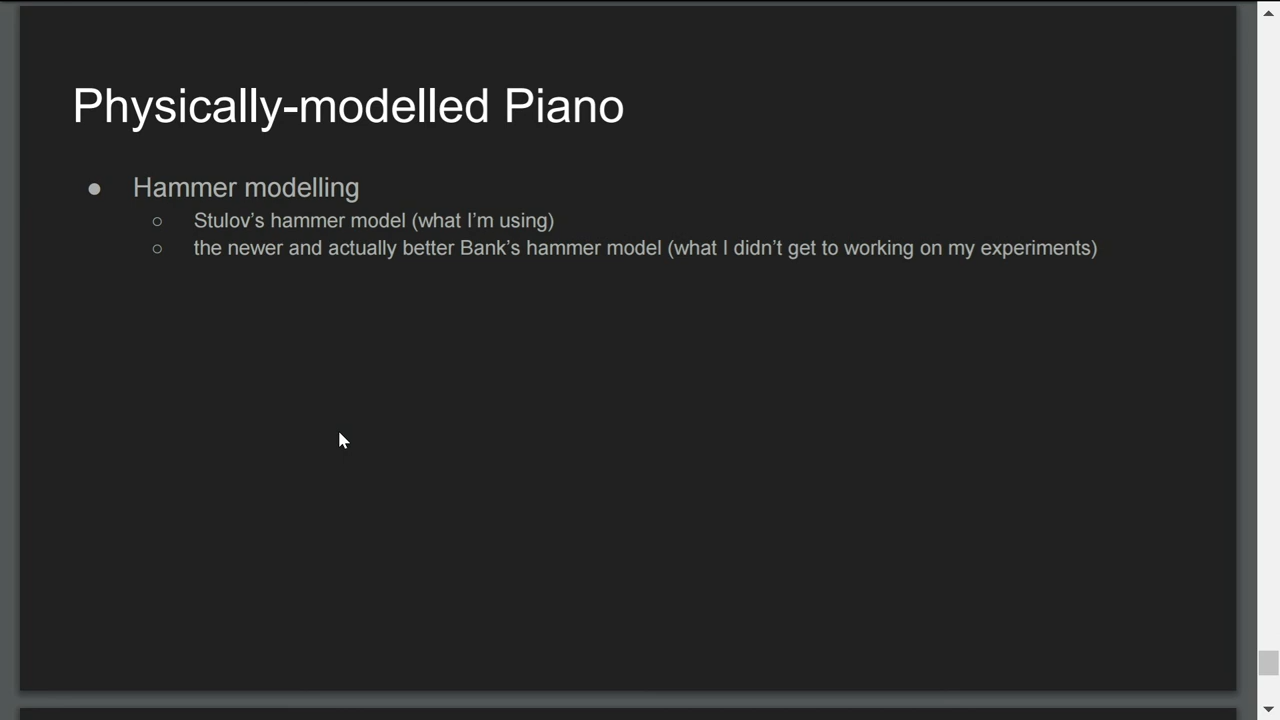 Physically-modelled Piano
● Hammer modelling
○ Stulov’s hammer model (what I’m using)
○ the newer and actually better Bank’s hammer model (what I didn’t get to working on my experiments)